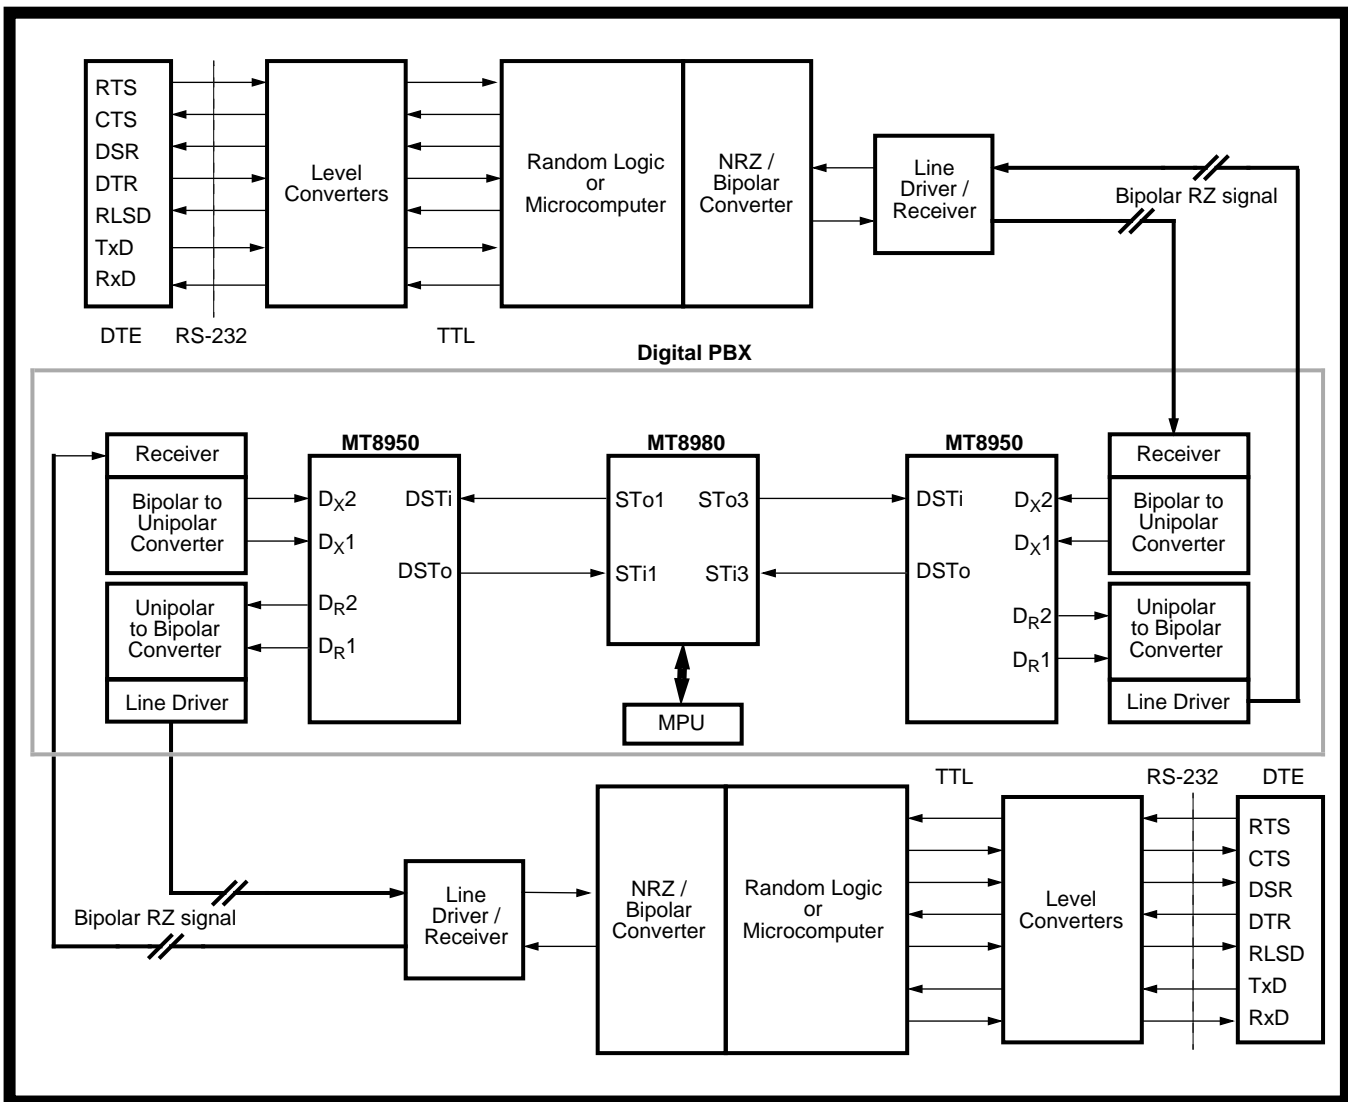 RTS
CTS
DSR
DTR
RLSD
TxD
RxD
DTE
RS-232
Level
Converters
TTL
Random Logic
or
Microcomputer
NRZ /
Bipolar
Converter
Line
Driver /
Receiver
Bipolar RZ signal
Digital PBX
Receiver
Bipolar to
Unipolar
Converter
Unipolar
to Bipolar
Converter
Line Driver
MT8950
DX2
DX1
DR2
DR1
DSTi
DSTo
MT8980
STo1
STi1
STo3
STi3
MPU
MT8950
DSTi
DSTo
DX2
DX1
DR2
DR1
Receiver
Bipolar to
Unipolar
Converter
Unipolar
to Bipolar
Converter
Line Driver
Bipolar RZ signal
Line
Driver /
Receiver
NRZ /
Bipolar
Converter
Random Logic
or
Microcomputer
TTL
Level
Converters
RS-232
DTE
RTS
CTS
DSR
DTR
RLSD
TxD
RxD